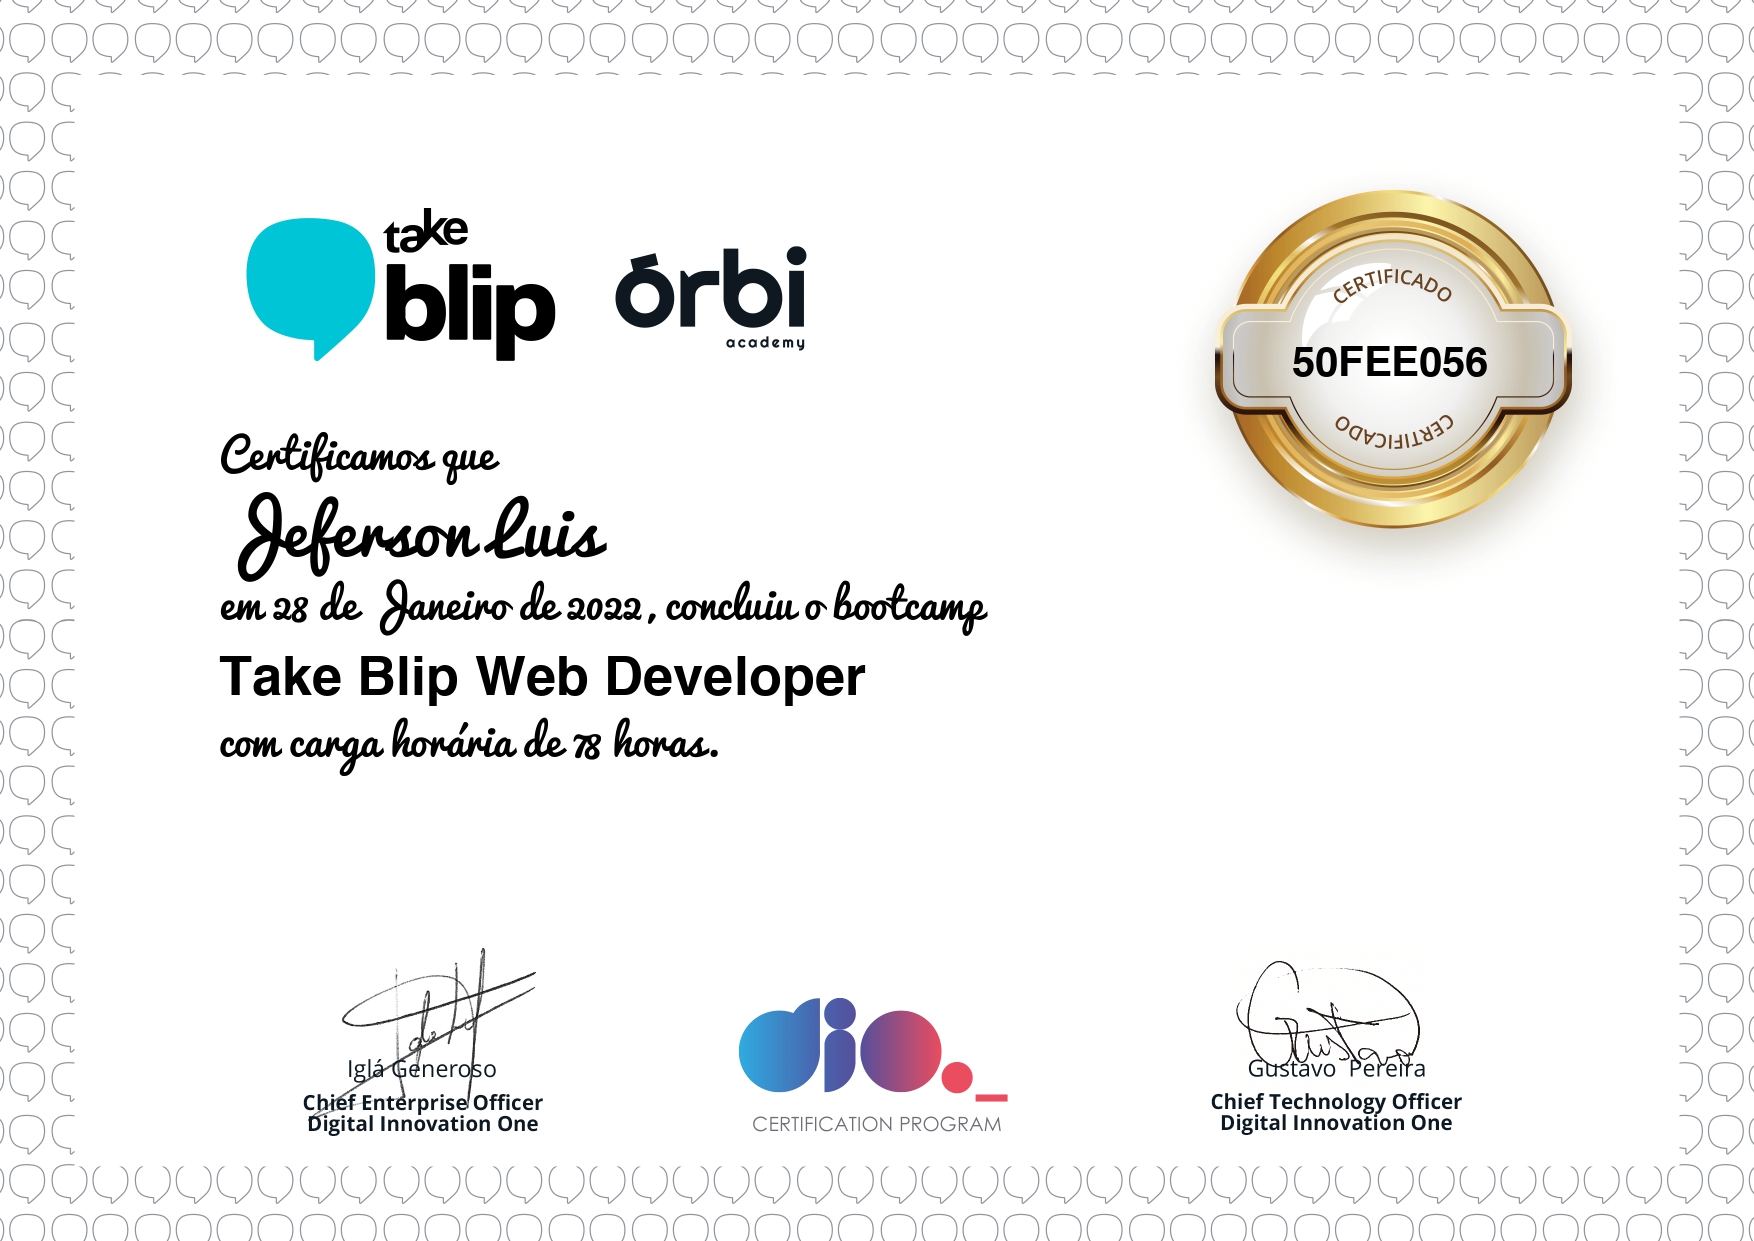 take
blip
órbi
academy
CERTIFICADO
50FEE056
CERTIFICADO
Certificamos que
Jeferson Luis
em 28 de Janeiro de 2022, concluiu o bootcamp
Take Blip Web Developer
com carga horária de 78 horas.
Iglá Generoso
Chief Enterprise Officer
Digital Innovation One
dio._
CERTIFICATION PROGRAM
Gustavo
Gustavo Pereira
Chief Technology Officer
Digital Innovation One